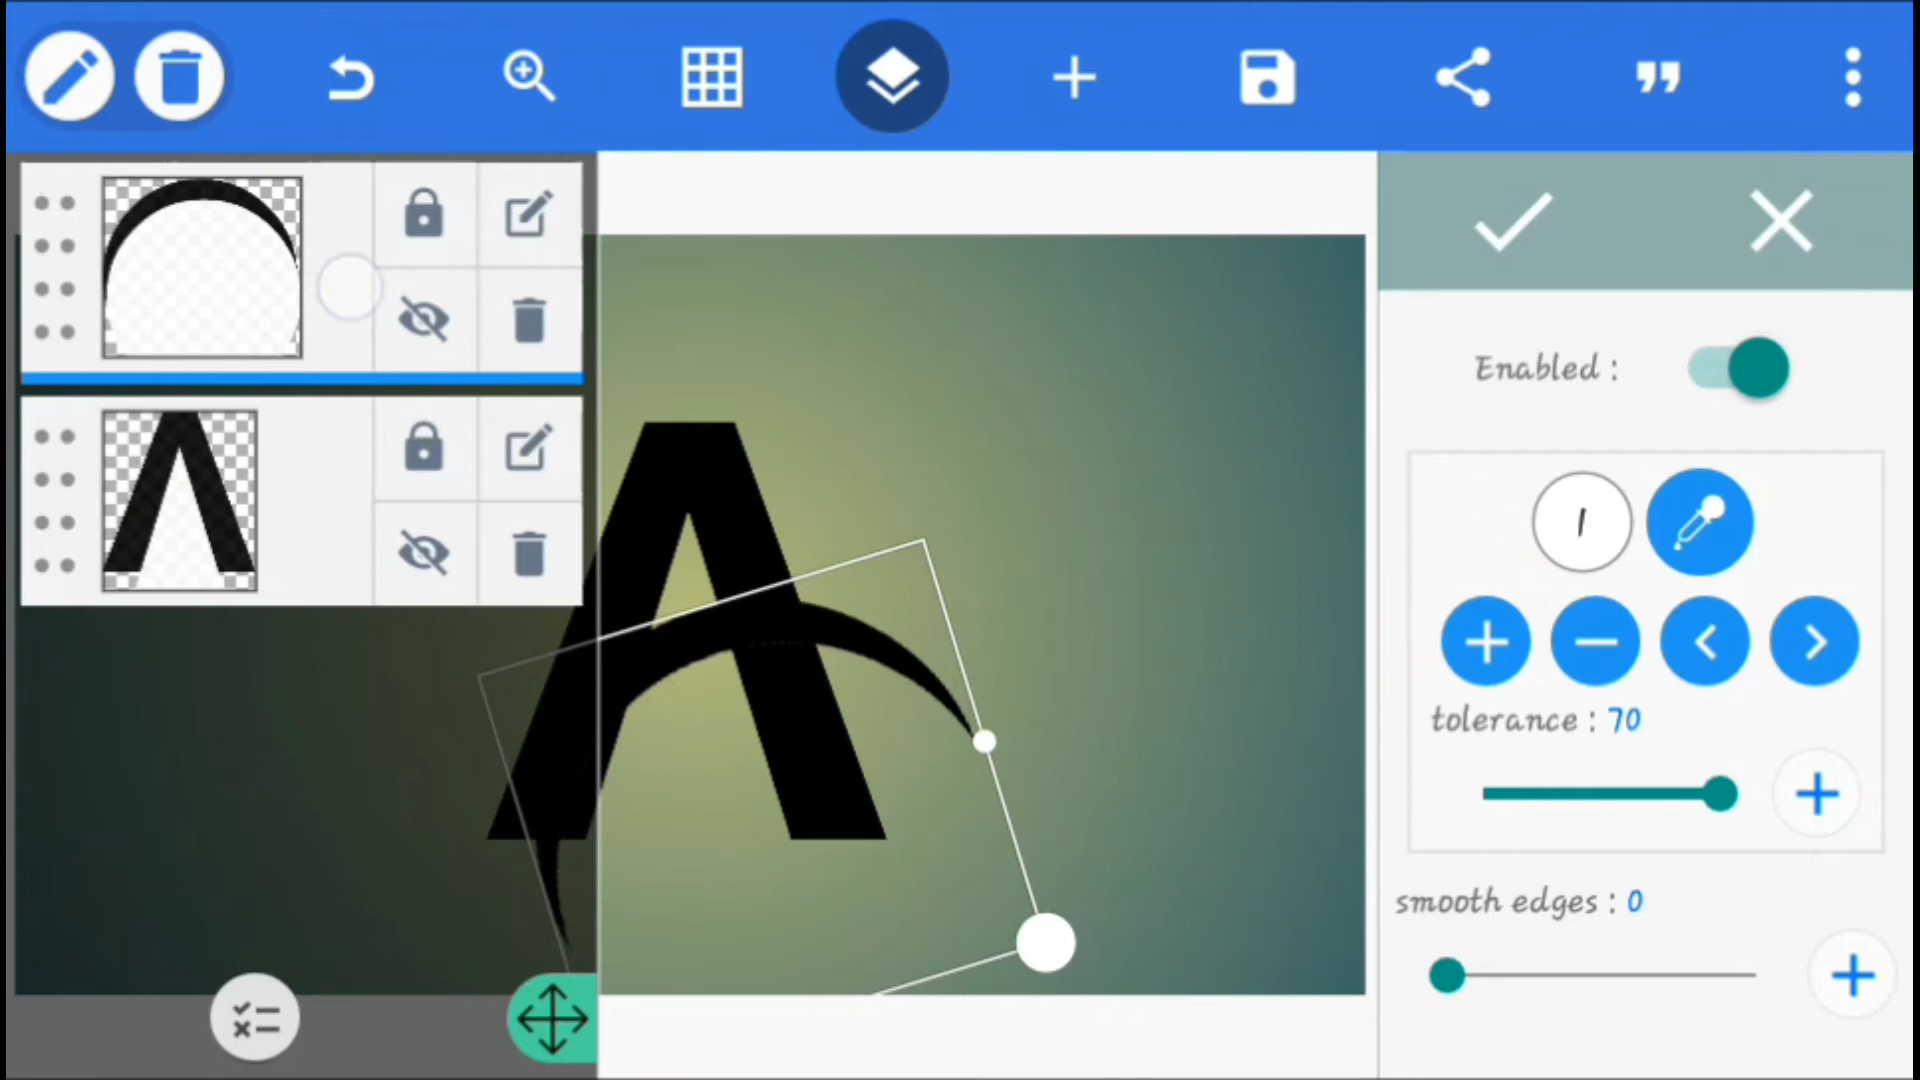 Enabled :
tolerance : 70
smooth edges : 0
A